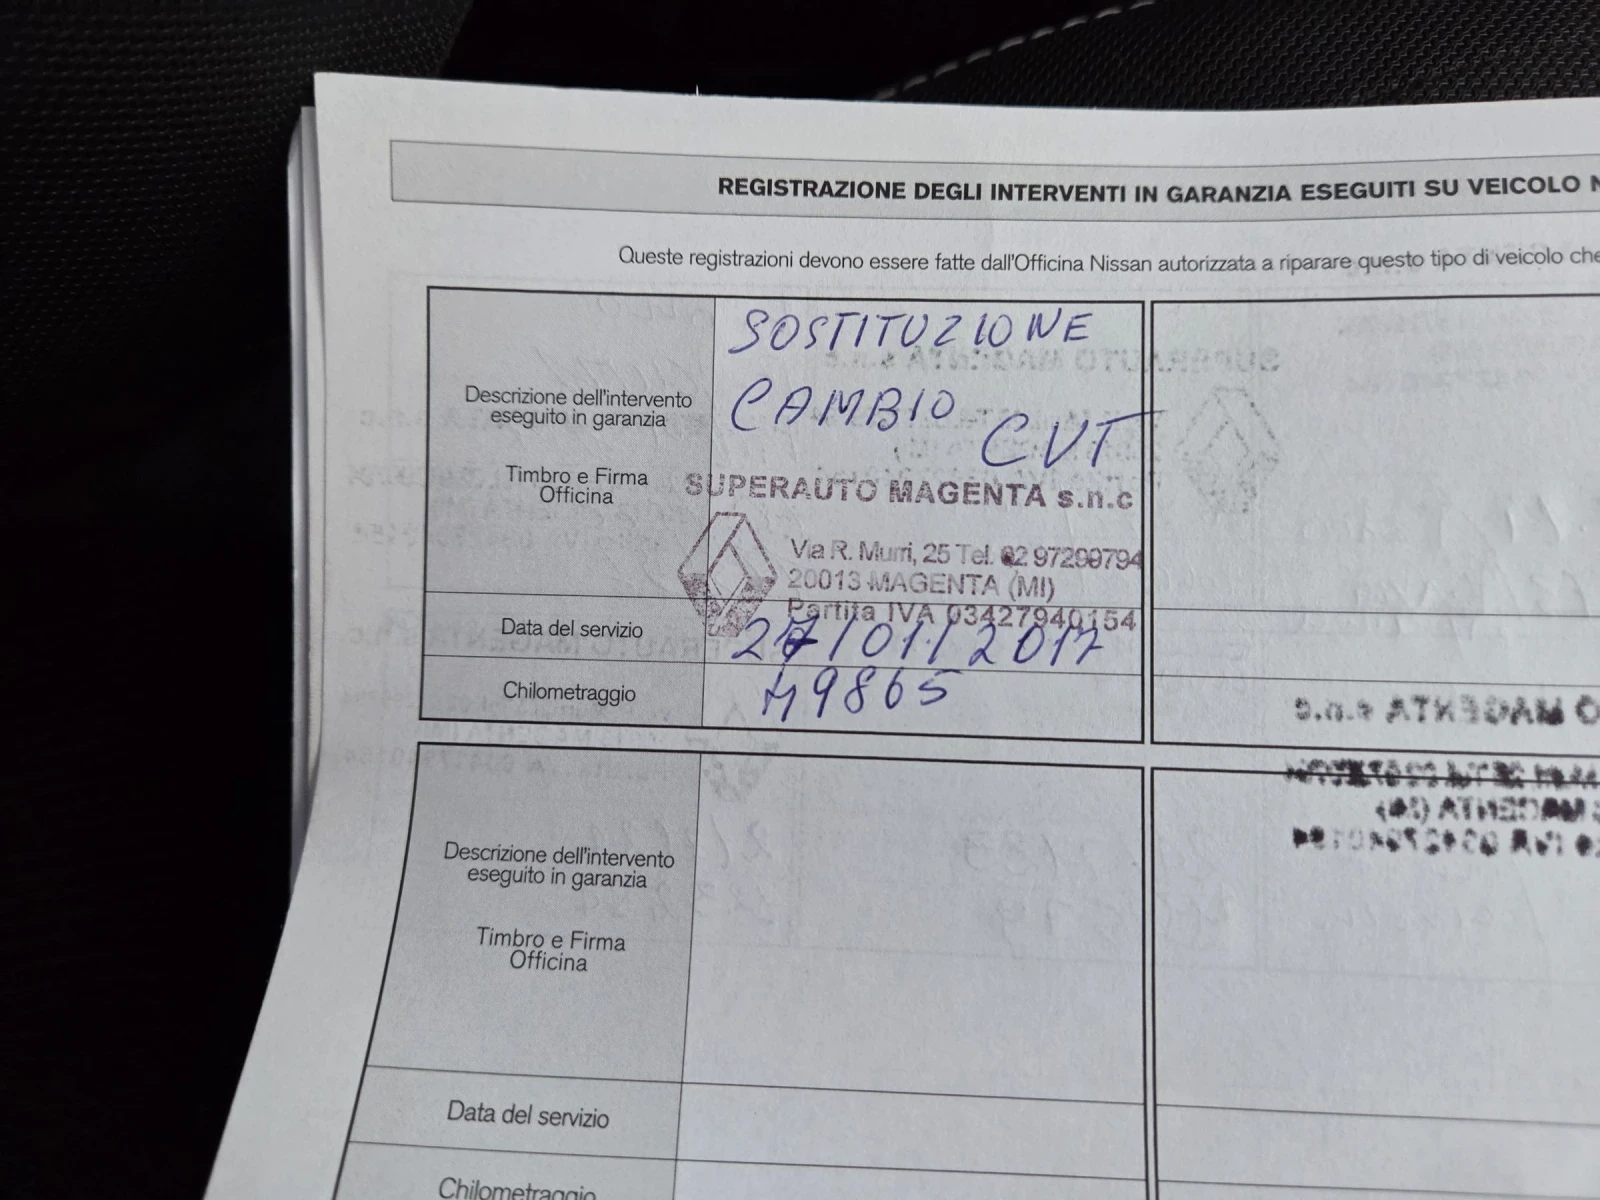 REGISTRAZIONE DEGLI INTERVENTI IN GARANZIA ESEGUITI SU VEICOLO N
Queste registrazioni devono essere fatte dall'Officina Nissan autorizzata a riparare questo tipo di veicolo che
Descrizione dell'intervento
eseguito in garanzia
Timbro e Firma
Officina
SOSTITUZIONE
CAMBIO CVT
SUPERAUTO MAGENTA s.n.c
Via R. Murri, 25 Tel. 02 97299794
20013 MAGENTA (MI)
Partita IVA 03427940154
Data del servizio
/01/2017
Chilometraggio
49865
Descrizione dell'intervento
eseguito in garanzia
Timbro e Firma
Officina
Data del servizio
Chilometraggio